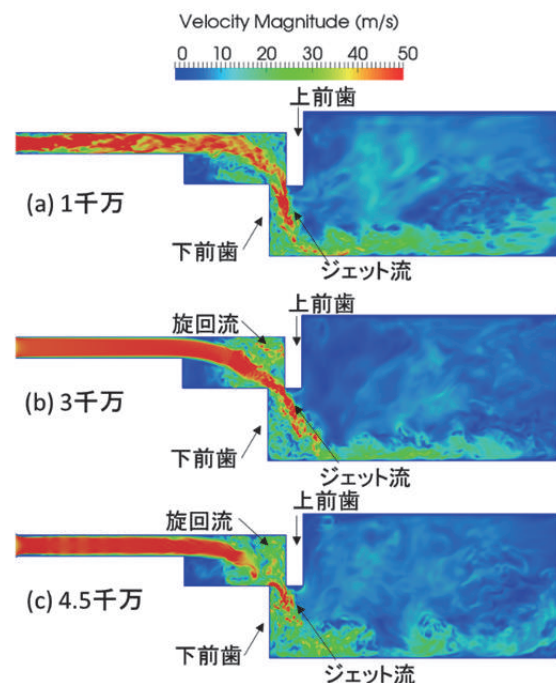 Velocity Magnitude (m/s)
0 10 20 30 40 50
上前歯
(a) 1千万
下前歯
ジェット流
上前歯
旋回流
(b) 3千万
下前歯
ジェット流
上前歯
旋回流
(c) 4.5千万
下前歯
ジェット流